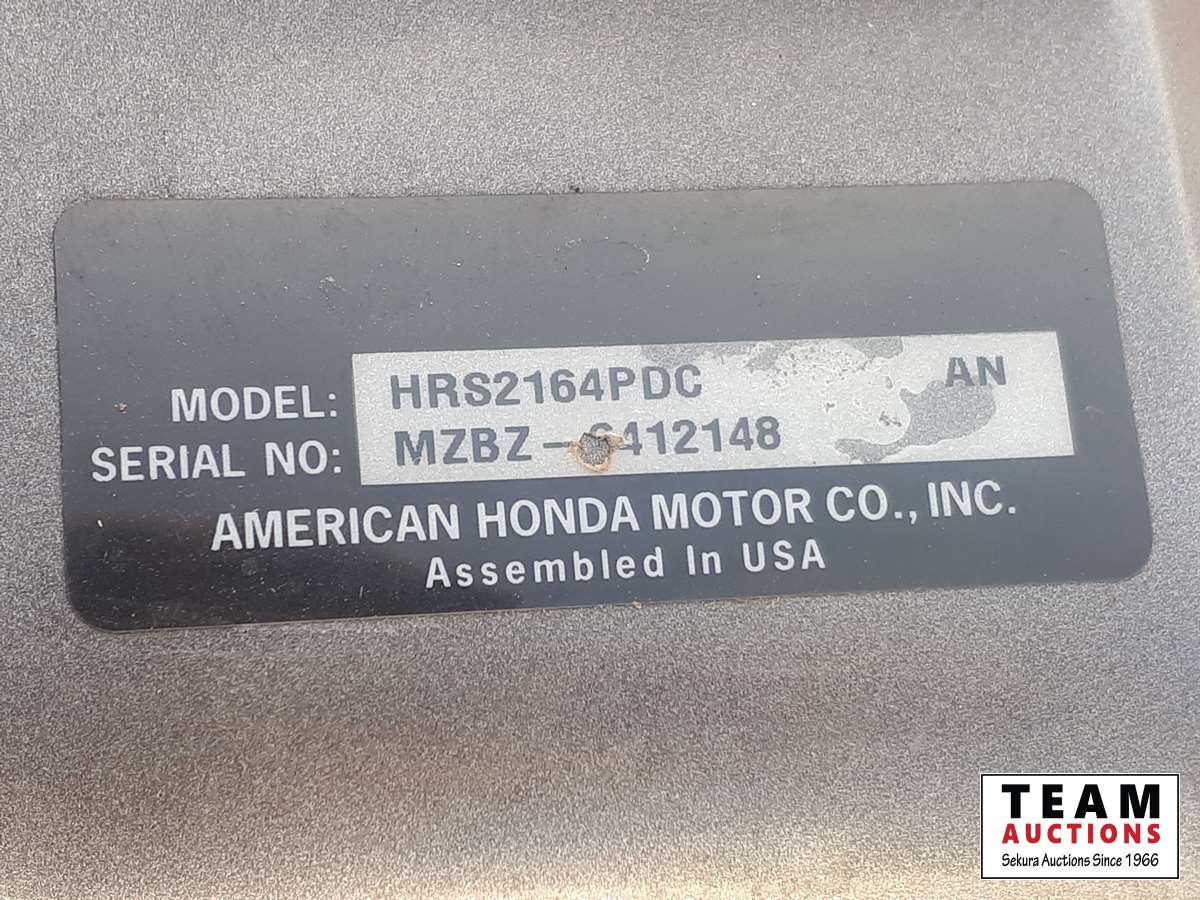 MODEL: HRS2164PDC AN
SERIAL NO:
AMERICAN HONDA MOTOR CO., INC.
Assembled In USA
TEAM
AUCTIONS
Sekura Auctions Since 1966